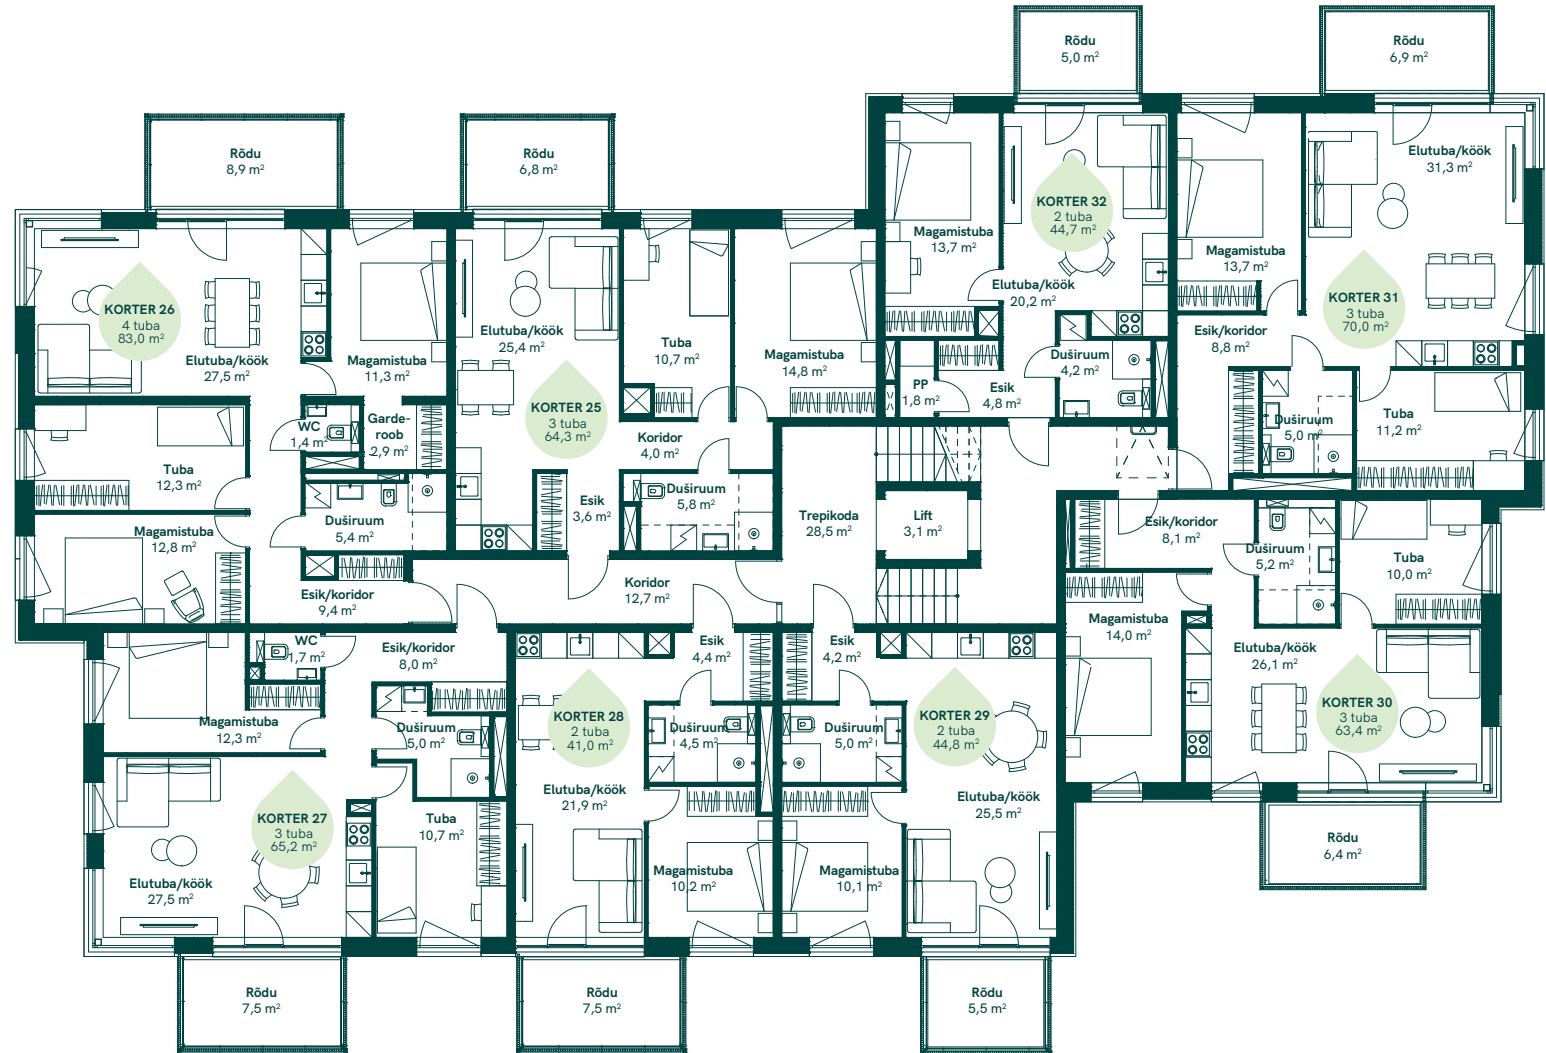 Rõdu
5,0 m²
Rõdu
6,9 m²
Rõdu
8,9 m²
Rõdu
6,8 m²
Elutuba/köök
31,3 m²
KORTER 32
2 tuba
44,7 m²
Magamistuba
13,7 m²
Magamistuba
13,7 m²
Elutuba/köök
20,2 m²
KORTER 31
3 tuba
70,0 m²
KORTER 26
4 tuba
83,0 m²
Elutuba/köök
27,5 m²
Magamistuba
11,3 m²
Elutuba/köök
25,4 m²
Tuba
10,7 m²
Magamistuba
14,8 m²
Esik/koridor
8,8 m²
Duširuum
4,2 m²
PP
1,8 m²
Esik
4,8 m²
KORTER 25
3 tuba
64,3 m²
WC
1,4 m²
Garde-
roob
2,9 m²
Koridor
4,0 m²
Duširuum
5,0 m²
Tuba
11,2 m²
Tuba
12,3 m²
Duširuum
5,8 m²
Esik
3,6 m²
Trepikoda
28,5 m²
Lift
3,1 m²
Duširuum
5,4 m²
Magamistuba
12,8 m²
Esik/koridor
8,1 m²
Duširuum
5,2 m²
Tuba
10,0 m²
Esik/koridor
9,4 m²
Koridor
12,7 m²
Magamistuba
14,0 m²
WC
1,7 m²
Esik/koridor
8,0 m²
Esik
4,4 m²
Esik
4,2 m²
Elutuba/köök
26,1 m²
KORTER 30
3 tuba
63,4 m²
Magamistuba
12,3 m²
Duširuum
5,0 m²
KORTER 28
2 tuba
41,0 m²
Duširuum
4,5 m²
Duširuum
5,0 m²
KORTER 29
2 tuba
44,8 m²
Elutuba/köök
21,9 m²
Elutuba/köök
25,5 m²
KORTER 27
3 tuba
65,2 m²
Tuba
10,7 m²
Rõdu
6,4 m²
Elutuba/köök
27,5 m²
Magamistuba
10,2 m²
Magamistuba
10,1 m²
Rõdu
7,5 m²
Rõdu
7,5 m²
Rõdu
5,5 m²